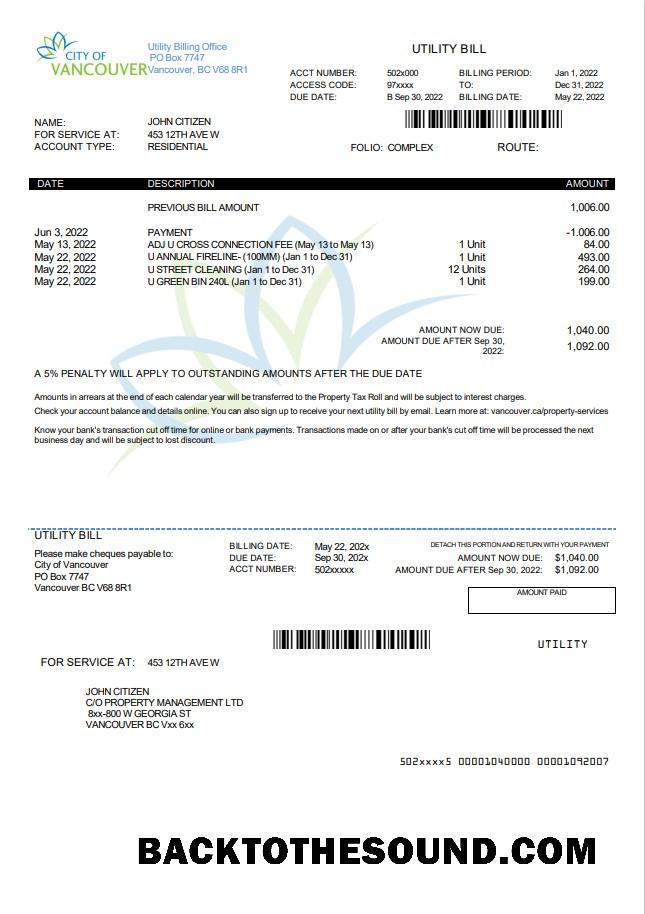 CITY OF
VANCOUVER
Utility Billing Office
PO Box 7747
Vancouver, BC V68 8R1
UTILITY BILL
ACCT NUMBER: 502x000 BILLING PERIOD: Jan 1, 2022
ACCESS CODE: 97xxxx TO: Dec 31, 2022
DUE DATE: B Sep 30, 2022 BILLING DATE: May 22, 2022
NAME: JOHN CITIZEN
FOR SERVICE AT: 453 12TH AVE W
ACCOUNT TYPE: RESIDENTIAL FOLIO: COMPLEX ROUTE:
DATE DESCRIPTION AMOUNT
PREVIOUS BILL AMOUNT 1,006.00
Jun 3, 2022 PAYMENT -1.006.00
May 13, 2022 ADJ U CROSS CONNECTION FEE (May 13 to May 13) 1 Unit 84.00
May 22, 2022 U ANNUAL FIRELINE- (100MM) (Jan 1 to Dec 31) 1 Unit 493.00
May 22, 2022 U STREET CLEANING (Jan 1 to Dec 31) 12 Units 264.00
May 22, 2022 U GREEN BIN 240L (Jan 1 to Dec 31) 1 Unit 199.00
AMOUNT NOW DUE: 1,040.00
AMOUNT DUE AFTER Sep 30, 1,092.00
2022:
A 5% PENALTY WILL APPLY TO OUTSTANDING AMOUNTS AFTER THE DUE DATE
Amounts in arrears at the end of each calendar year will be transferred to the Property Tax Roll and will be subject to interest charges.
Check your account balance and details online. You can also sign up to receive your next utility bill by email. Learn more at: vancouver.ca/property-services
Know your bank's transaction cut off time for online or bank payments. Transactions made on or after your bank's cut off time will be processed the next
business day and will be subject to lost discount.
UTILITY BILL
Please make cheques payable to:
City of Vancouver
PO Box 7747
Vancouver BC V68 8R1
BILLING DATE: May 22, 202x
DUE DATE: Sep 30, 202x
ACCT NUMBER: 502xxxxx
DETACH THIS PORTION AND RETURN WITH YOUR PAYMENT
AMOUNT NOW DUE: $1,040.00
AMOUNT DUE AFTER Sep 30, 2022: $1,092.00
AMOUNT PAID
UTILITY
FOR SERVICE AT: 453 12TH AVE W
JOHN CITIZEN
C/O PROPERTY MANAGEMENT LTD
8xx-800 W GEORGIA ST
VANCOUVER BC Vxx 6xx
502xxxx5 00001040000 00001092007
BACKTOTHESOUND.COM